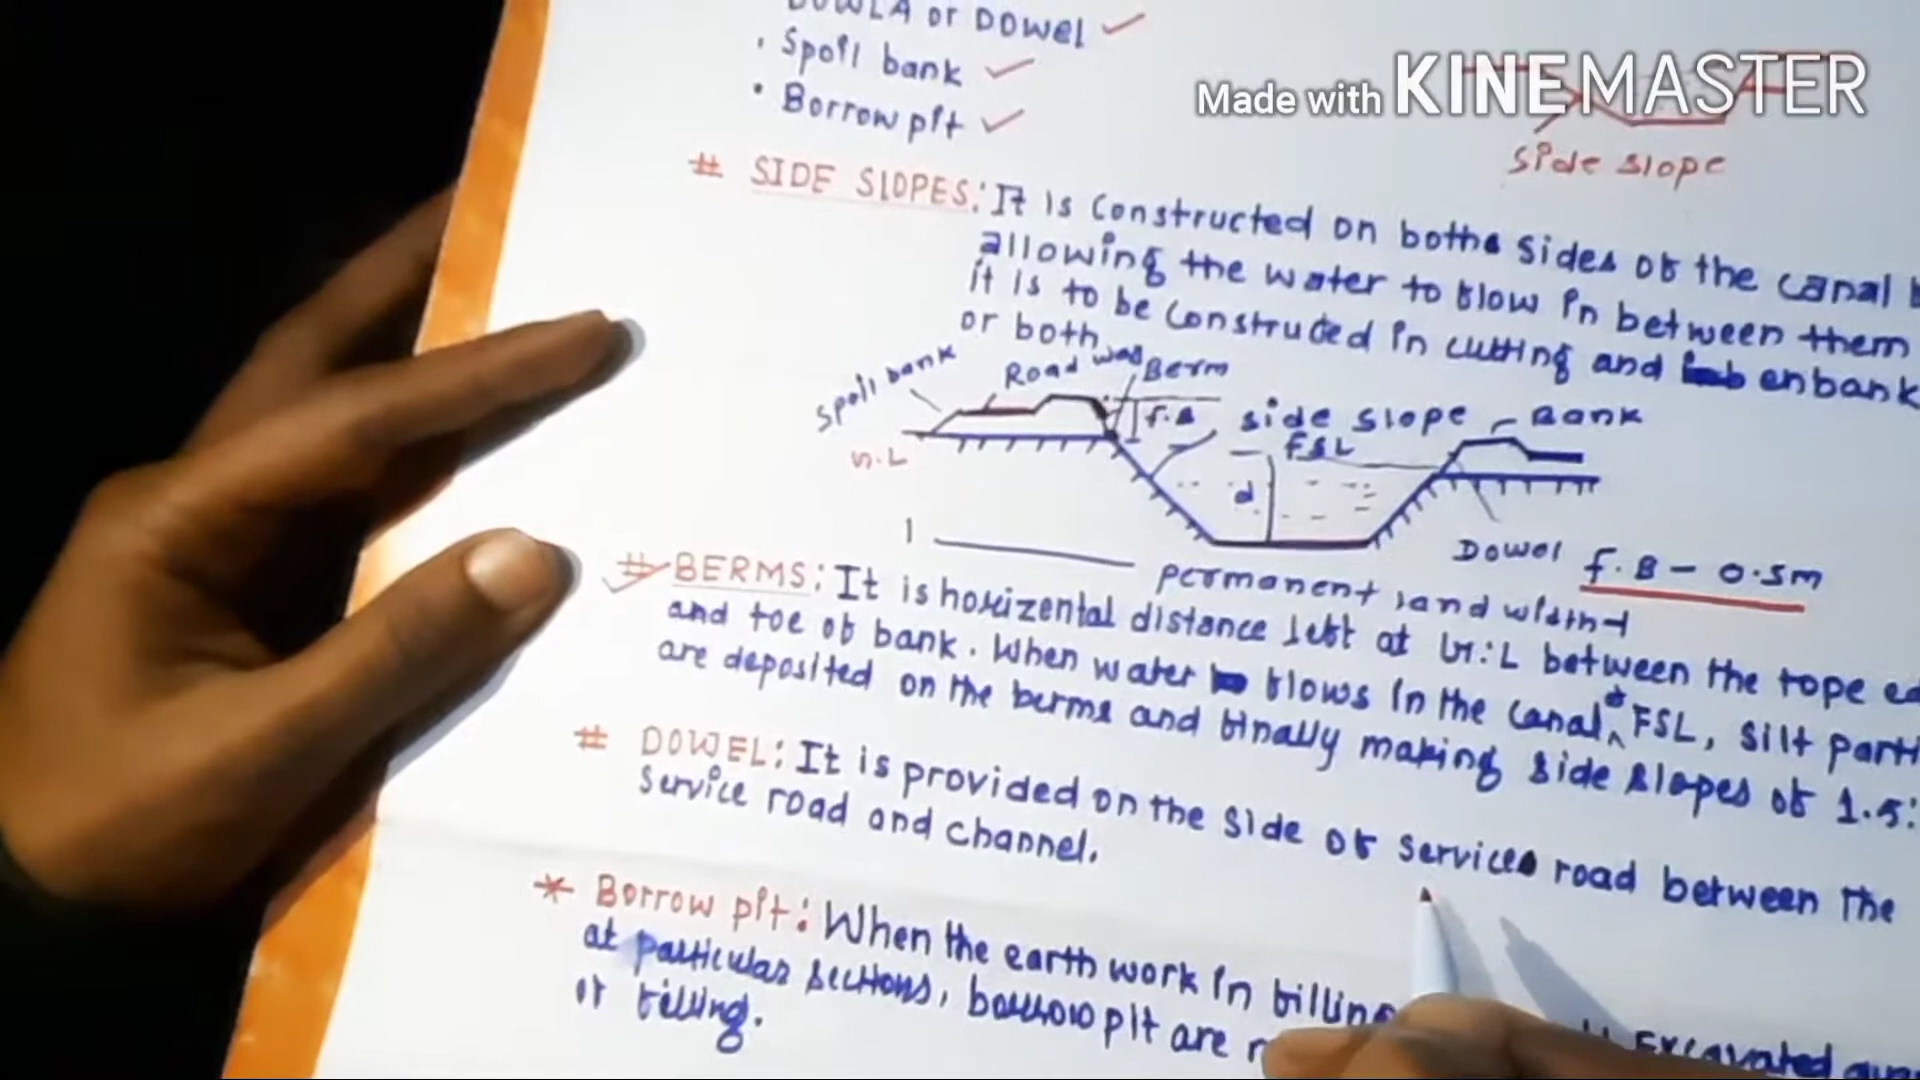 or Dowel
• Spoil bank
• Borrow pit
Made with KINEMASTER
Side slope
# SIDE SLOPES: It is constructed on boths sides of the canal
allowing the water to flow in between them
it is to be constructed in cutting and enbank
or both
Spoil bank
Road way
Berm
F.B
side slope
Bank
FSL
G.L
d
Dowel
F.B - 0.5m
permanent land width
# BERMS: It is horizental distance left at G.L between the tope
and toe of bank. When water flows in the canal FSL, silt parti
are deposited on the berms and finally making side slopes of 1.5:
# DOWEL: It is provided on the side of service road between the
service road and channel.
* Borrow pit: When the earth work in filling Excavated
at particular sections, borrow pit are
or filling.